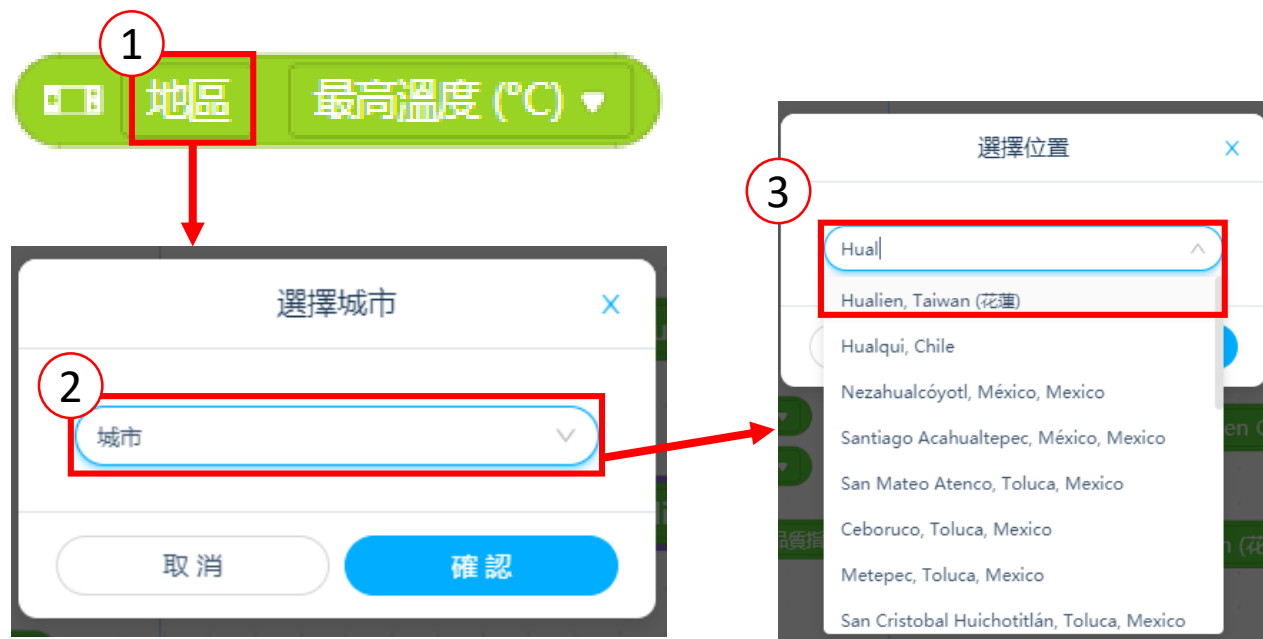 1
地區 最高溫度 (°C)
選擇城市 X
2
城市
取 消 確 認
3
選擇位置 X
Hual
Hualien, Taiwan (花蓮)
Hualqui, Chile
Nezahualcóyotl, México, Mexico
Santiago Acahualtepec, México, Mexico
San Mateo Atenco, Toluca, Mexico
Ceboruco, Toluca, Mexico
Metepec, Toluca, Mexico
San Cristobal Huichotitlán, Toluca, Mexico